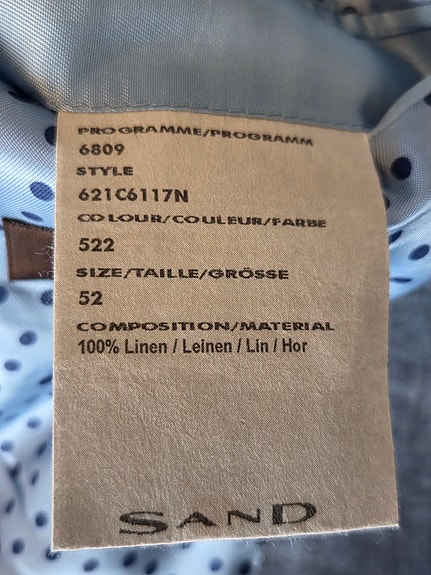 PROGRAMME/PROGRAMM
6809
STYLE
621C6117N
COLOUR/COULEUR/FARBE
522
SIZE/TAILLE/GRÖSSE
52
COMPOSITION/MATERIAL
100% Linen / Leinen / Lin / Hor
SAND